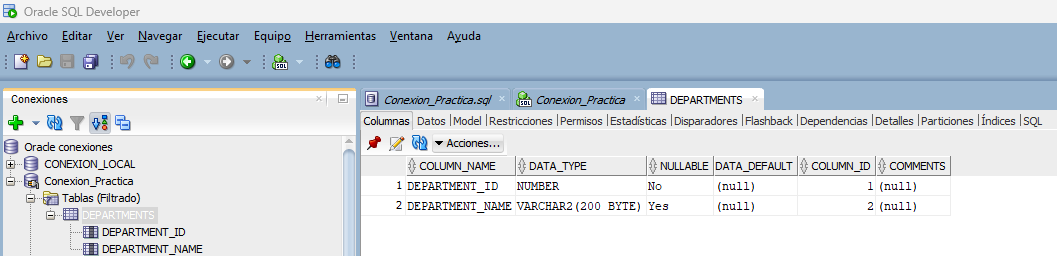 Oracle SQL Developer
Archivo Editar Ver Navegar Ejecutar Equipo Herramientas Ventana Ayuda
Conexiones
Oracle conexiones
CONEXION_LOCAL
Conexion_Practica
Tablas (Filtrado)
DEPARTMENTS
DEPARTMENT_ID
DEPARTMENT_NAME
Conexion_Practica.sql Conexion_Practica DEPARTMENTS
Columnas Datos Model Restricciones Permisos Estadísticas Disparadores Flashback Dependencias Detalles Particiones Índices SQL
Acciones...
COLUMN_NAME DATA_TYPE NULLABLE DATA_DEFAULT COLUMN_ID COMMENTS
1 DEPARTMENT_ID NUMBER No (null) 1 (null)
2 DEPARTMENT_NAME VARCHAR2(200 BYTE) Yes (null) 2 (null)